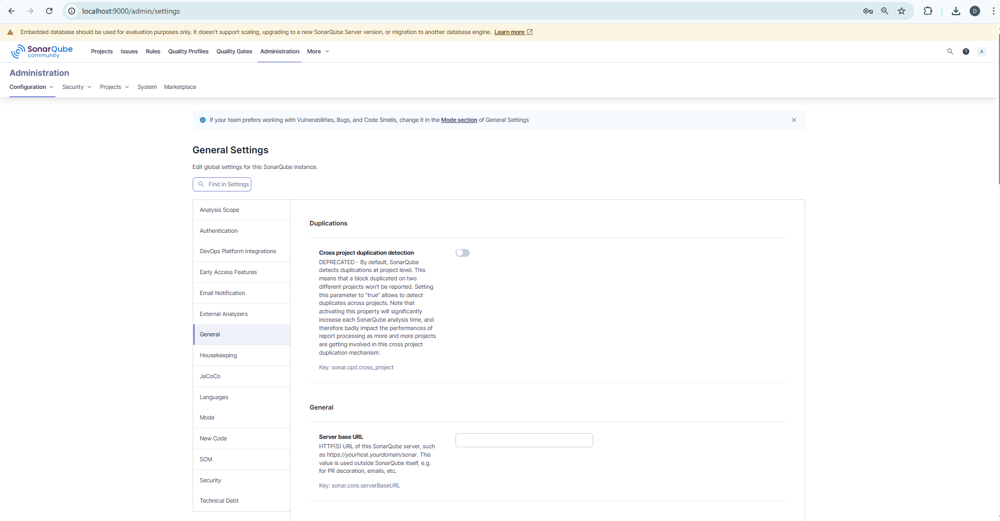 localhost:9000/admin/settings
D
Embedded database should be used for evaluation purposes only. It doesn't support scaling, upgrading to a new SonarQube Server version, or migration to another database engine. Learn more
SonarQube
community
Projects Issues Rules Quality Profiles Quality Gates Administration More
? A
Administration
Configuration Security Projects System Marketplace
If your team prefers working with Vulnerabilities, Bugs, and Code Smells, change it in the Mode section of General Settings
General Settings
Edit global settings for this SonarQube instance.
Find in Settings
Analysis Scope
Authentication
DevOps Platform Integrations
Early Access Features
Email Notification
External Analyzers
General
Housekeeping
JaCoCo
Languages
Mode
New Code
SCM
Security
Technical Debt
Duplications
Cross project duplication detection
DEPRECATED - By default, SonarQube
detects duplications at project level. This
means that a block duplicated on two
different projects won't be reported. Setting
this parameter to "true" allows to detect
duplicates across projects. Note that
activating this property will significantly
increase each SonarQube analysis time, and
therefore badly impact the performances of
report processing as more and more projects
are getting involved in this cross project
duplication mechanism.
Key: sonar.cpd.cross_project
General
Server base URL
HTTP(S) URL of this SonarQube server, such
as https://yourhost.yourdomain/sonar. This
value is used outside SonarQube itself, e.g.
for PR decoration, emails, etc.
Key: sonar.core.serverBaseURL